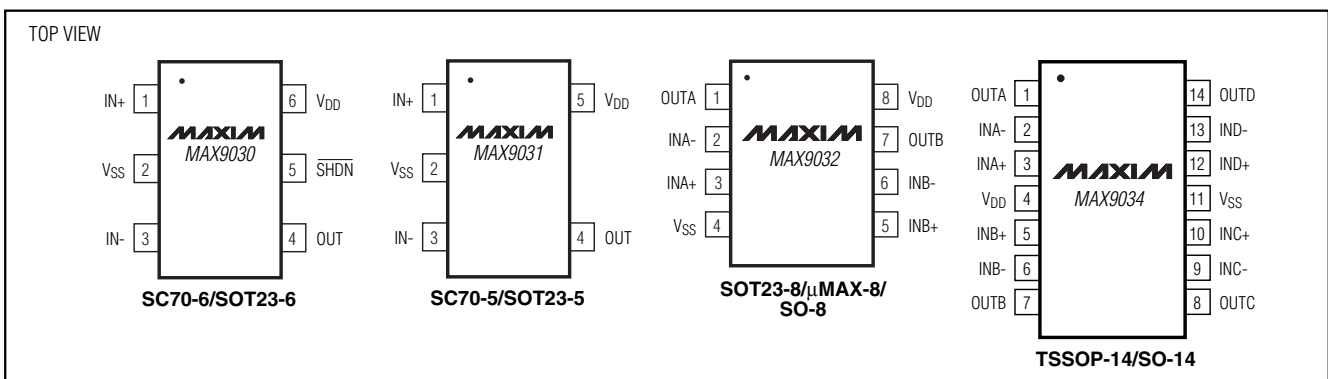 TOP VIEW
IN+ 1
VSS 2
IN- 3
6 VDD
5 SHDN
4 OUT
MAXIM
MAX9030
SC70-6/SOT23-6
IN+ 1
VSS 2
IN- 3
5 VDD
4 OUT
MAXIM
MAX9031
SC70-5/SOT23-5
OUTA 1
INA- 2
INA+ 3
VSS 4
8 VDD
7 OUTB
6 INB-
5 INB+
MAXIM
MAX9032
SOT23-8/μMAX-8/
SO-8
OUTA 1
INA- 2
INA+ 3
VDD 4
INB+ 5
INB- 6
OUTB 7
14 OUTD
13 IND-
12 IND+
11 VSS
10 INC+
9 INC-
8 OUTC
MAXIM
MAX9034
TSSOP-14/SO-14